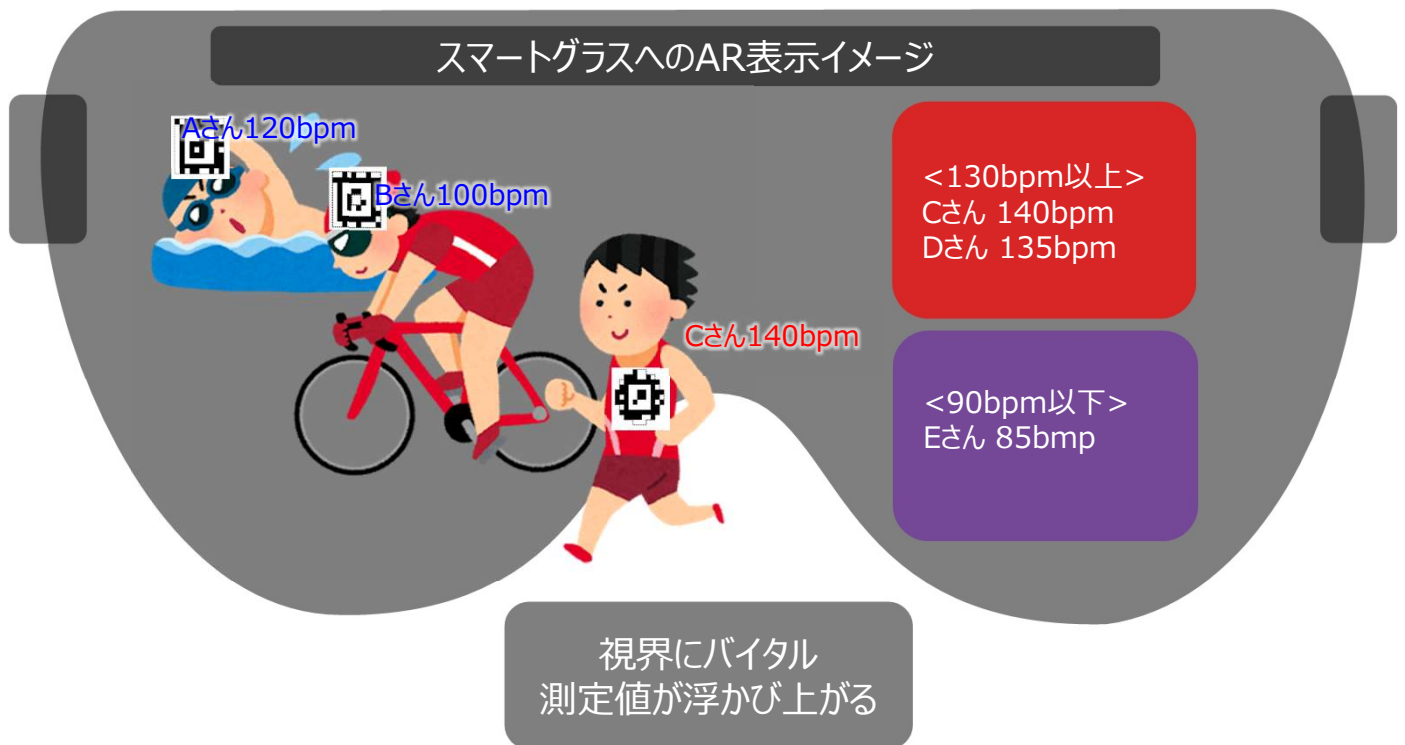 スマートグラスへのAR表示イメージ
Aさん120bpm
Bさん100bpm
Cさん140bpm
<130bpm以上>
Cさん 140bpm
Dさん 135bpm
<90bpm以下>
Eさん 85bmp
視界にバイタル
測定値が浮かび上がる